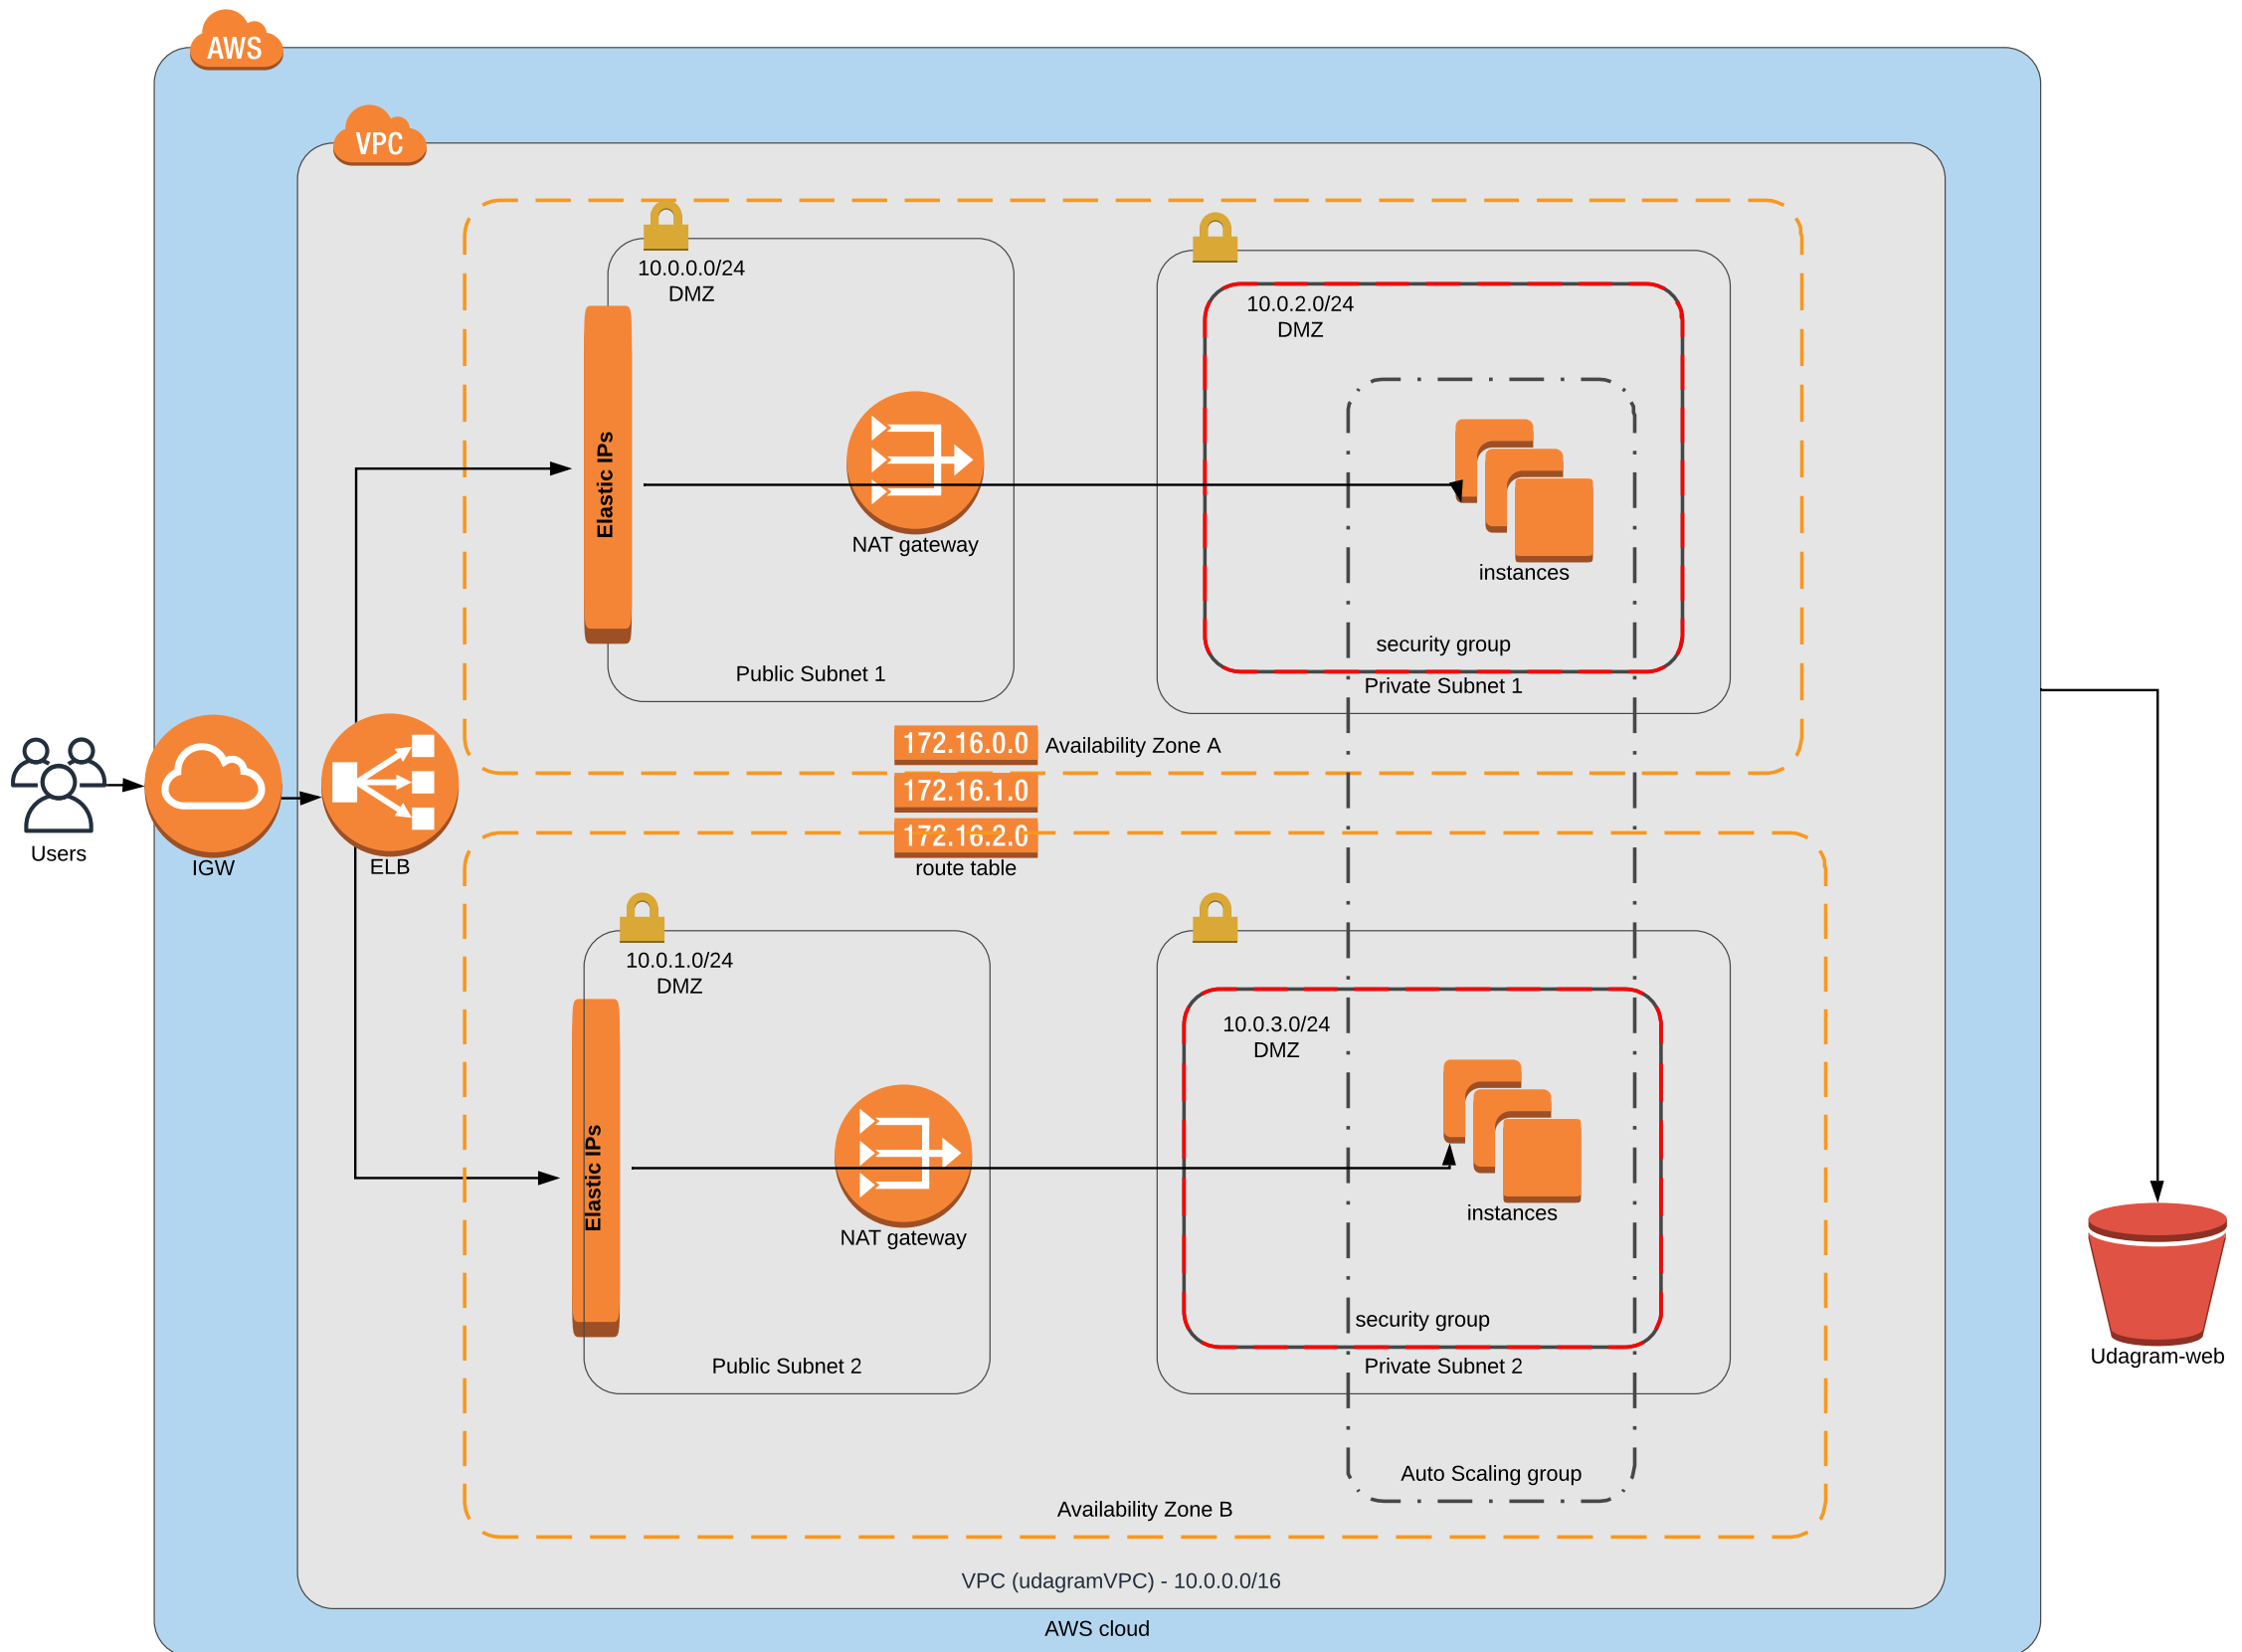 AWS
VPC
10.0.0.0/24
DMZ
10.0.2.0/24
DMZ
Elastic IPs
NAT gateway
instances
security group
Public Subnet 1
Private Subnet 1
172.16.0.0
Availability Zone A
172.16.1.0
172.16.2.0
route table
Users
IGW
ELB
10.0.1.0/24
DMZ
10.0.3.0/24
DMZ
Elastic IPs
NAT gateway
instances
security group
Public Subnet 2
Private Subnet 2
Udagram-web
Auto Scaling group
Availability Zone B
VPC (udagramVPC) - 10.0.0.0/16
AWS cloud